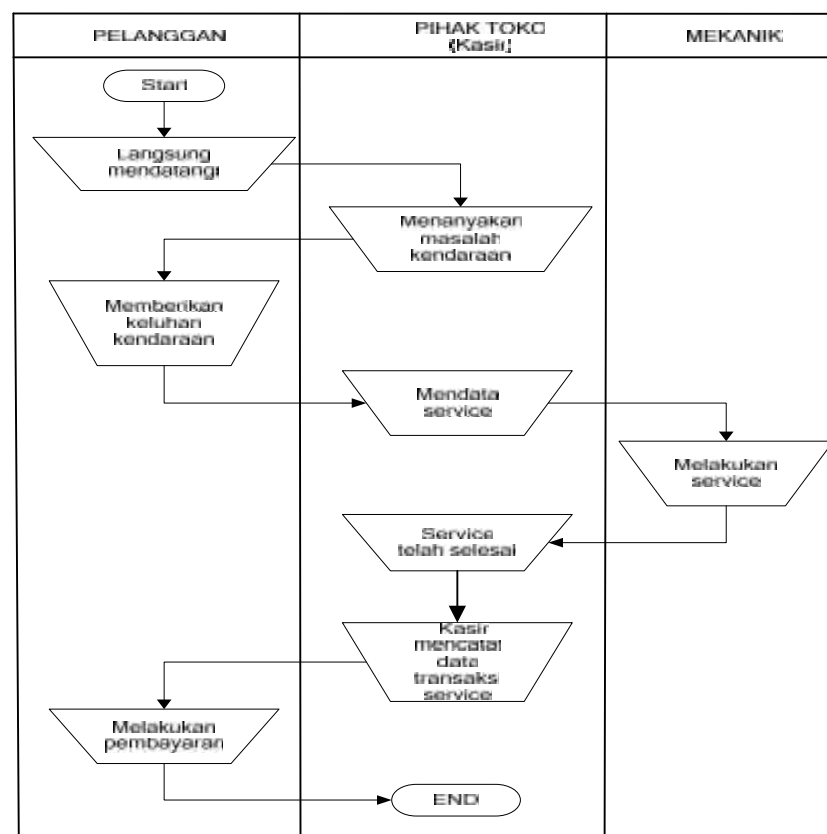 PELANGGAN
PIHAK TOKO
(Kasir)
MEKANIK
Start
Langsung
mendatangi
Menanyakan
masalah
kendaraan
Memberikan
keluhan
kendaraan
Mendata
service
Melakukan
service
Service
telah selesai
Kasir
mencatat
data
transaksi
service
Melakukan
pembayaran
END